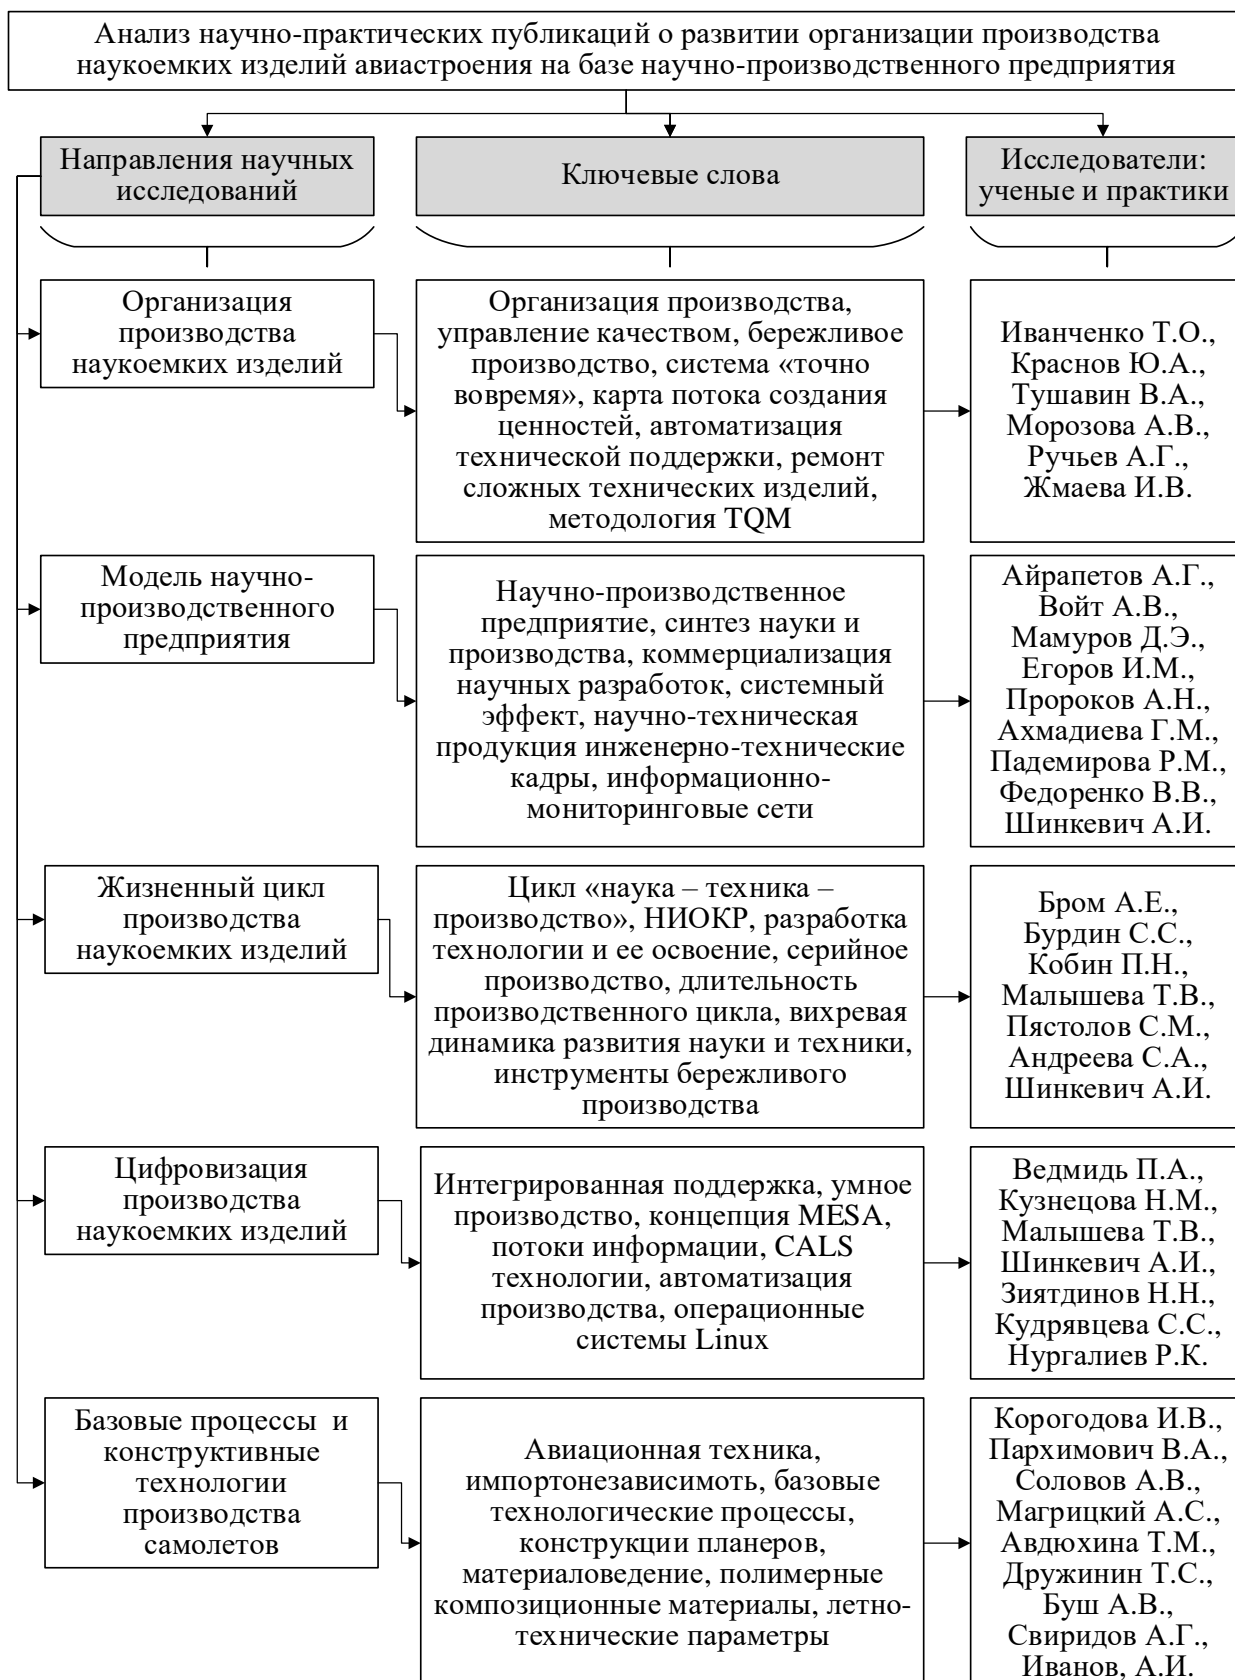 Анализ научно-практических публикаций о развитии организации производства
наукоемких изделий авиастроения на базе научно-производственного предприятия
Направления научных
исследований
Ключевые слова
Исследователи:
ученые и практики
Организация
производства
наукоемких изделий
Организация производства,
управление качеством, бережливое
производство, система «точно
вовремя», карта потока создания
ценностей, автоматизация
технической поддержки, ремонт
сложных технических изделий,
методология TQM
Иванченко Т.О.,
Краснов Ю.А.,
Тушавин В.А.,
Морозова А.В.,
Ручьев А.Г.,
Жмаева И.В.
Модель научно-
производственного
предприятия
Научно-производственное
предприятие, синтез науки и
производства, коммерциализация
научных разработок, системный
эффект, научно-техническая
продукция инженерно-технические
кадры, информационно-
мониторинговые сети
Айрапетов А.Г.,
Войт А.В.,
Мамуров Д.Э.,
Егоров И.М.,
Пророков А.Н.,
Ахмадиева Г.М.,
Падемирова Р.М.,
Федоренко В.В.,
Шинкевич А.И.
Жизненный цикл
производства
наукоемких изделий
Цикл «наука – техника –
производство», НИОКР, разработка
технологии и ее освоение, серийное
производство, длительность
производственного цикла, вихревая
динамика развития науки и техники,
инструменты бережливого
производства
Бром А.Е.,
Бурдин С.С.,
Кобин П.Н.,
Малышева Т.В.,
Пястолов С.М.,
Андреева С.А.,
Шинкевич А.И.
Цифровизация
производства
наукоемких изделий
Интегрированная поддержка, умное
производство, концепция MESA,
потоки информации, CALS
технологии, автоматизация
производства, операционные
системы Linux
Ведмидь П.А.,
Кузнецова Н.М.,
Малышева Т.В.,
Шинкевич А.И.,
Зиятдинов Н.Н.,
Кудрявцева С.С.,
Нургалиев Р.К.
Базовые процессы  и
конструктивные
технологии
производства
самолетов
Авиационная техника,
импортонезависимоть, базовые
технологические процессы,
конструкции планеров,
материаловедение, полимерные
композиционные материалы, летно-
технические параметры
Корогодова И.В.,
Пархимович В.А.,
Соловов А.В.,
Магрицкий А.С.,
Авдюхина Т.М.,
Дружинин Т.С.,
Буш А.В.,
Свиридов А.Г.,
Иванов, А.И.